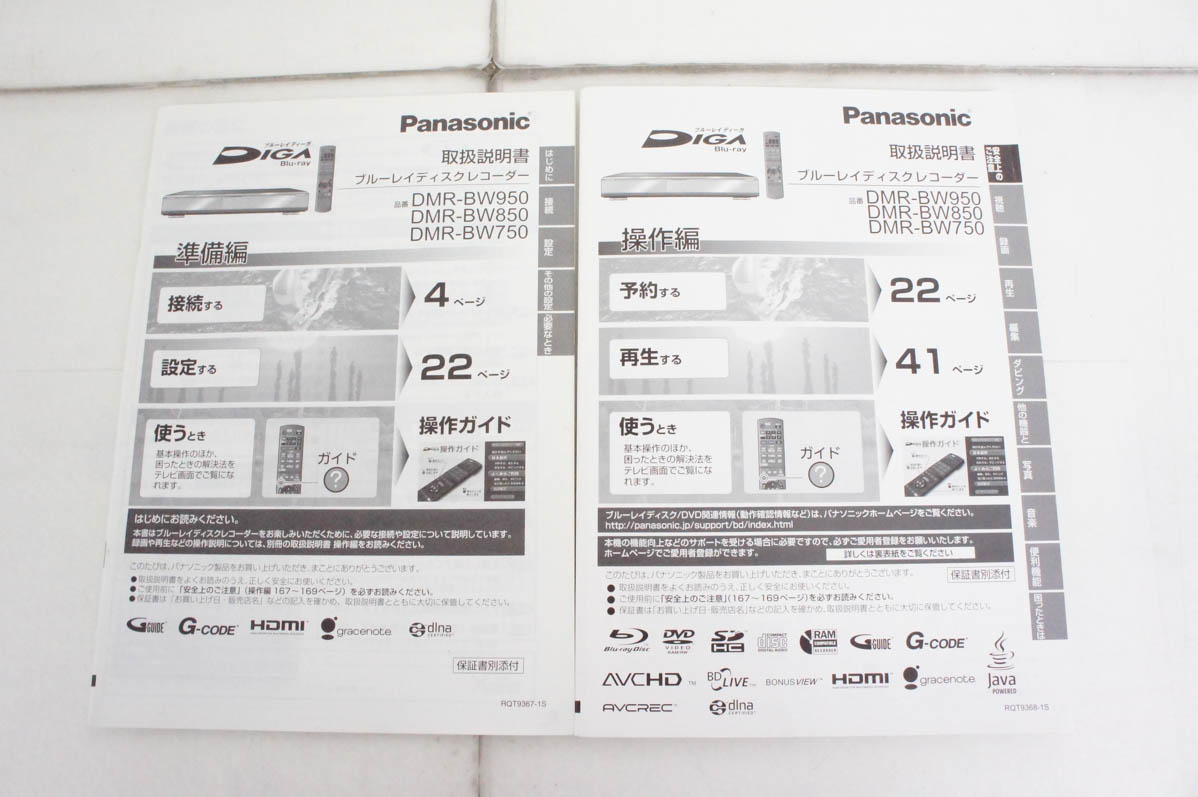 Panasonic
ブルーレイディーガ
DIGA
Blu-ray
取扱説明書
ブルーレイディスクレコーダー
品番 DMR-BW950
DMR-BW850
DMR-BW750
準備編
接続する
4 ページ
設定する
22 ページ
使うとき
基本操作のほか、
困ったときの解決法を
テレビ画面でご覧にな
れます。
ガイド
?
操作ガイド
操作ガイド
はじめに
接続
設定
その他の設定
必要なとき
はじめにお読みください。
本書はブルーレイディスクレコーダーをお楽しみいただくために、必要な接続や設定について説明しています。
録画や再生などの操作説明については、別冊の取扱説明書 操作編をお読みください。
このたびは、パナソニック製品をお買い上げいただき、まことにありがとうございます。
●取扱説明書をよくお読みのうえ、正しく安全にお使いください。
●ご使用前に「安全上のご注意」(操作編 167～169ページ)を必ずお読みください。
●保証書は「お買い上げ日・販売店名」などの記入を確かめ、取扱説明書とともに大切に保管してください。
G GUIDE
G-CODE
HDMI
gracenote
dlna
CERTIFIED
保証書別添付
RQT9367-1S
Panasonic
ブルーレイディーガ
DIGA
Blu-ray
取扱説明書
ブルーレイディスクレコーダー
品番 DMR-BW950
DMR-BW850
DMR-BW750
操作編
予約する
22 ページ
再生する
41 ページ
使うとき
基本操作のほか、
困ったときの解決法を
テレビ画面でご覧にな
れます。
ガイド
?
操作ガイド
操作ガイド
安全上のご注意
視聴
録画
再生
編集
ダビング
他の機器と
写真
音楽
便利機能
困ったときは
ブルーレイディスク/DVD関連情報(動作確認情報など)は、パナソニックホームページをご覧ください。
http://panasonic.jp/support/bd/index.html
本機の機能向上などのサポートを受ける場合に必要ですので、必ずご愛用者登録をお願いいたします。
ホームページでご愛用者登録ができます。
詳しくは裏表紙をご覧ください
このたびは、パナソニック製品をお買い上げいただき、まことにありがとうございます。
保証書別添付
● 取扱説明書をよくお読みのうえ、正しく安全にお使いください。
● ご使用前に「安全上のご注意」(167～169ページ)を必ずお読みください。
● 保証書は「お買い上げ日・販売店名」などの記入を確かめ、取扱説明書とともに大切に保管してください。
Blu-ray Disc
DVD
VIDEO
SD
HC
COMPACT
disc
DIGITAL AUDIO
RAM
COMPATIBLE
RECORDER
G GUIDE
G-CODE
AVCHD™
BD LIVE™
BONUSVIEW™
HDMI
gracenote
Java
POWERED
AVCREC™
dlna
CERTIFIED
RQT9368-1S